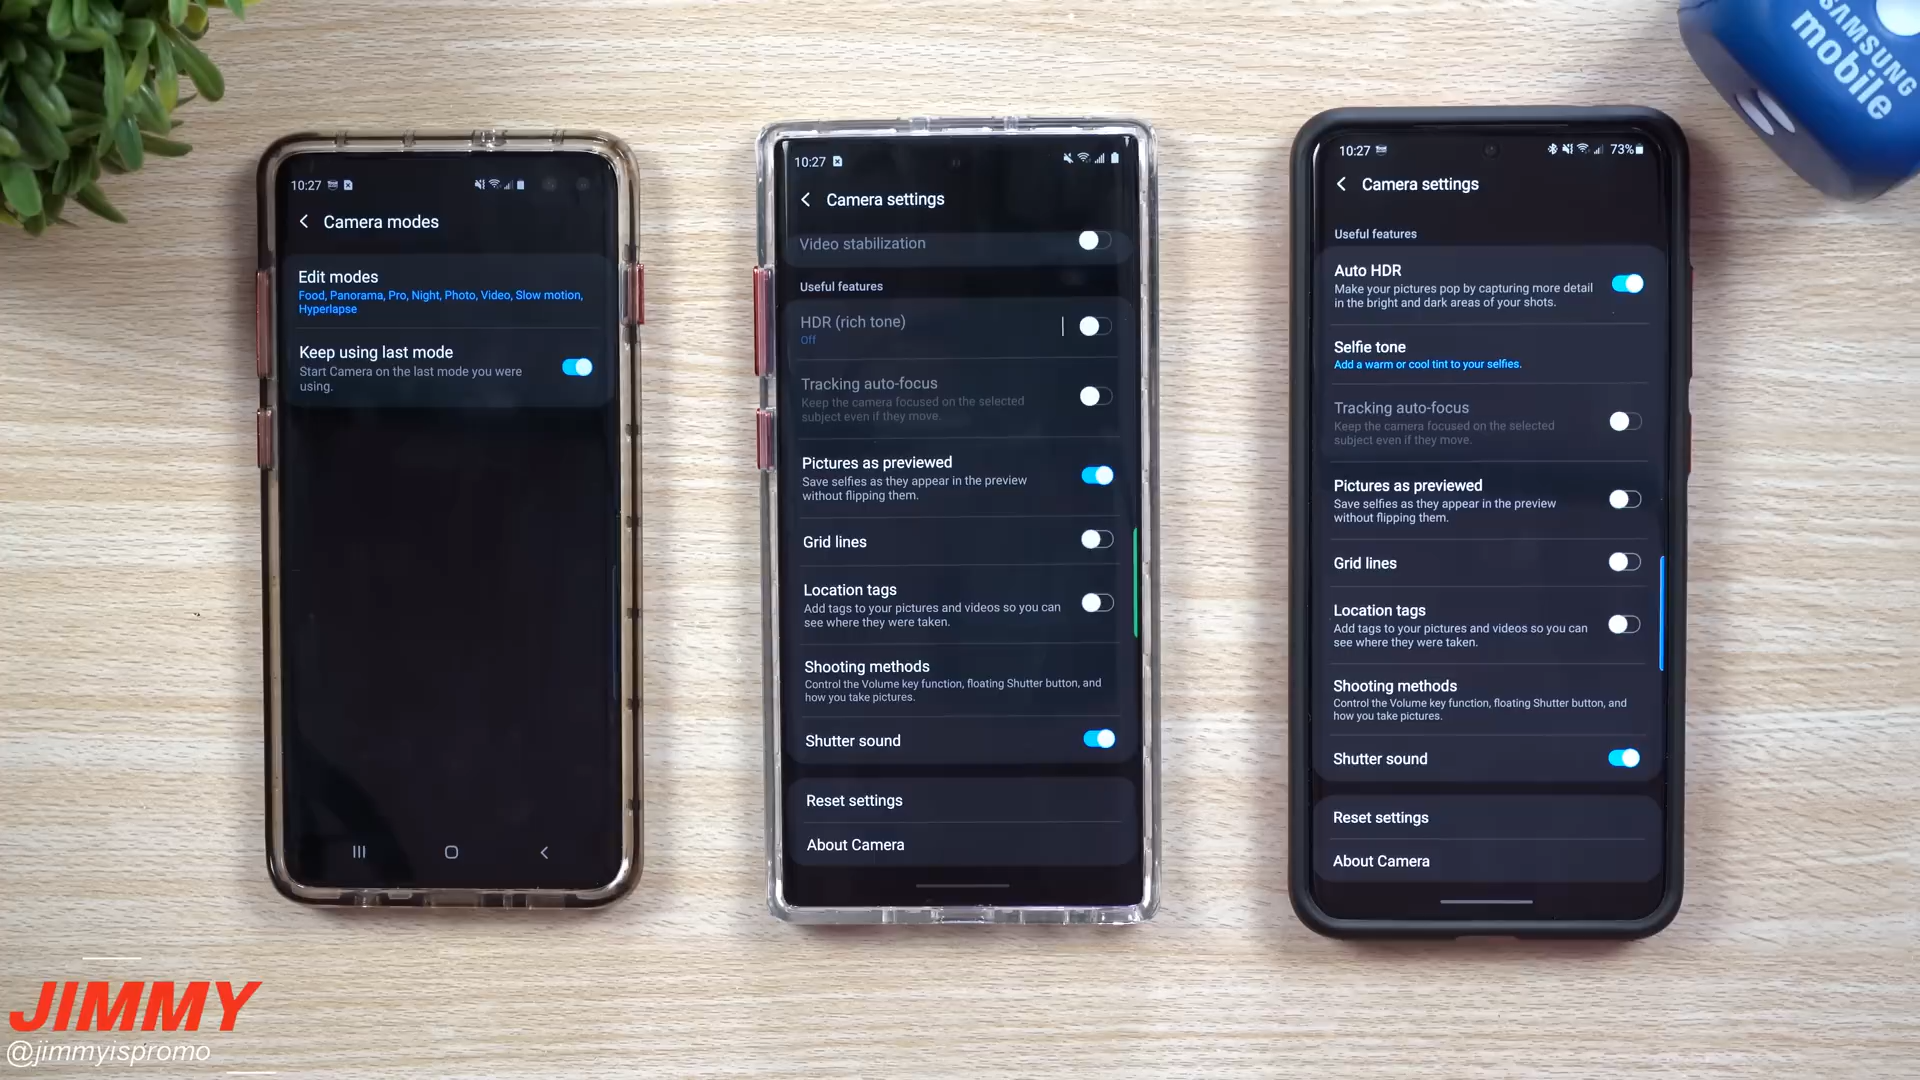 SAMSUNG
mobile
10:27
Camera modes
Edit modes
Food, Panorama, Pro, Night, Photo, Video, Slow motion,
Hyperlapse
Keep using last mode
Start Camera on the last mode you were
using.
10:27
Camera settings
Video stabilization
Useful features
HDR (rich tone)
Off
Tracking auto-focus
Keep the camera focused on the selected
subject even if they move.
Pictures as previewed
Save selfies as they appear in the preview
without flipping them.
Grid lines
Location tags
Add tags to your pictures and videos so you can
see where they were taken.
Shooting methods
Control the Volume key function, floating Shutter button, and
how you take pictures.
Shutter sound
Reset settings
About Camera
10:27
73%
Camera settings
Useful features
Auto HDR
Make your pictures pop by capturing more detail
in the bright and dark areas of your shots.
Selfie tone
Add a warm or cool tint to your selfies.
Tracking auto-focus
Keep the camera focused on the selected
subject even if they move.
Pictures as previewed
Save selfies as they appear in the preview
without flipping them.
Grid lines
Location tags
Add tags to your pictures and videos so you can
see where they were taken.
Shooting methods
Control the Volume key function, floating Shutter button, and
how you take pictures.
Shutter sound
Reset settings
About Camera
JIMMY
@jimmyispromo